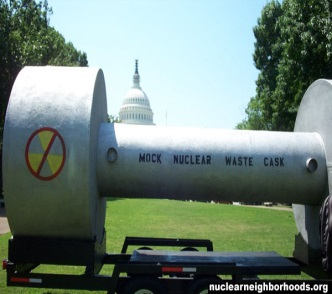 MOCK NUCLEAR WASTE CASK
nuclearneighborhoods.org